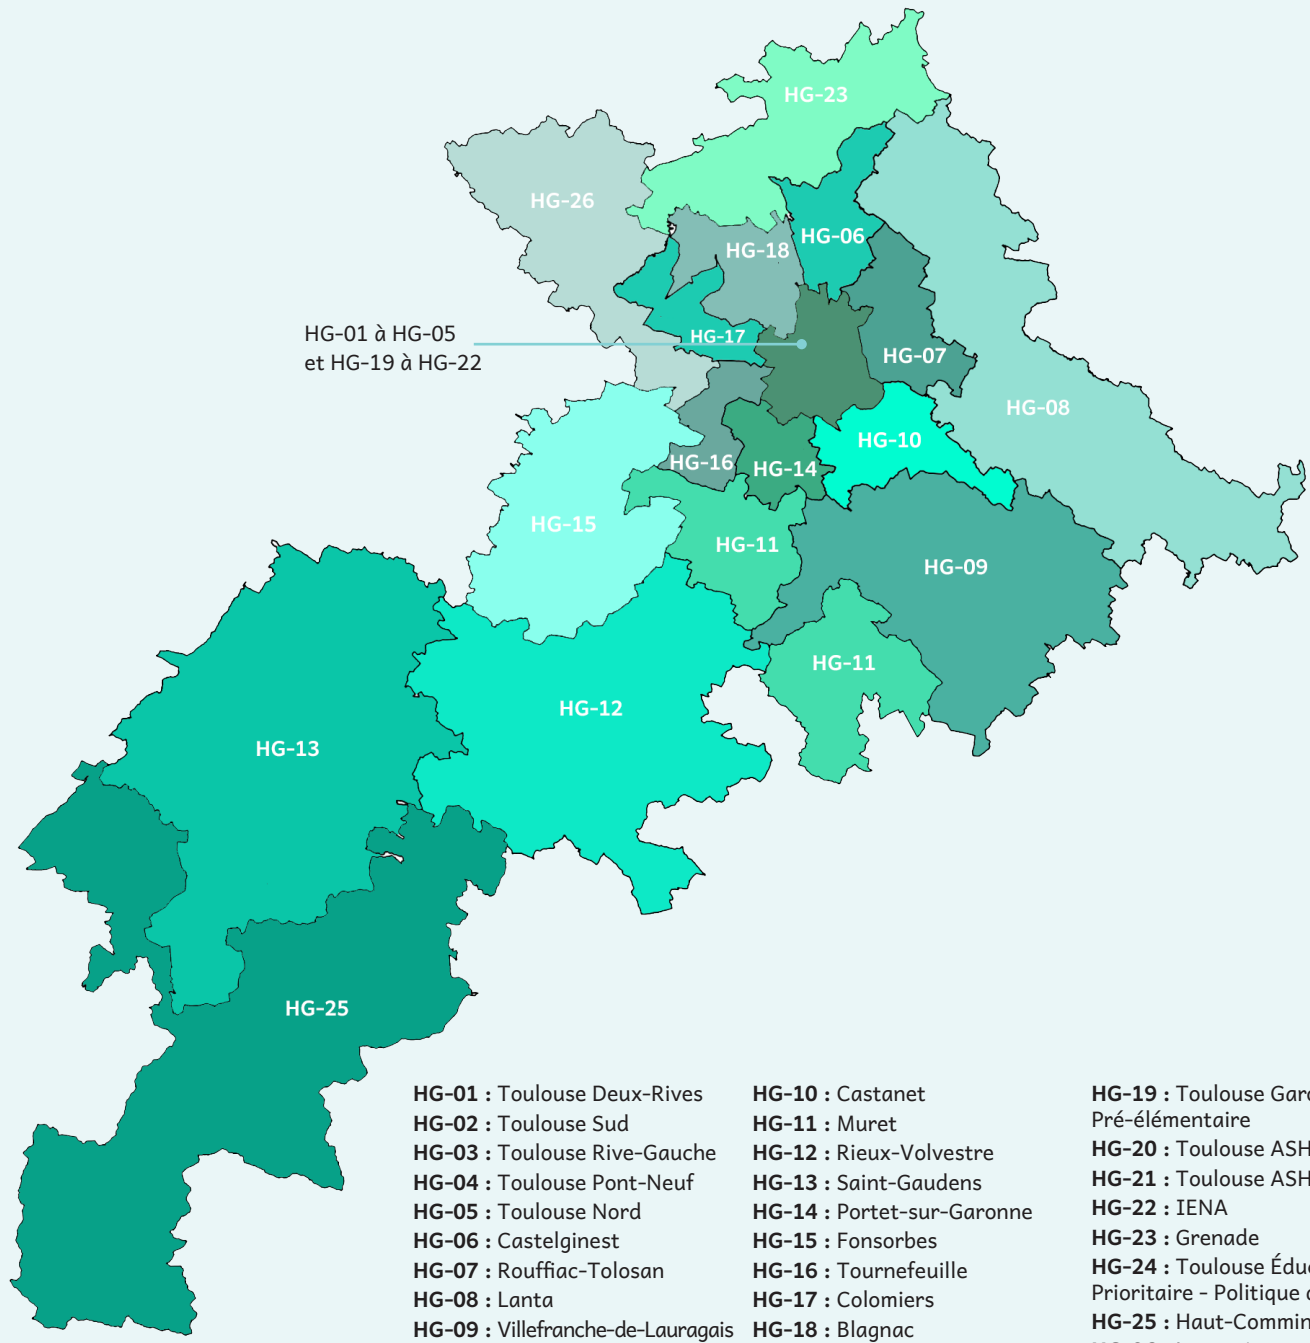 HG-23
HG-26
HG-06
HG-18
HG-01 à HG-05
et HG-19 à HG-22
HG-17
HG-07
HG-08
HG-10
HG-16
HG-14
HG-15
HG-11
HG-09
HG-11
HG-12
HG-13
HG-25
HG-01 : Toulouse Deux-Rives
HG-02 : Toulouse Sud
HG-03 : Toulouse Rive-Gauche
HG-04 : Toulouse Pont-Neuf
HG-05 : Toulouse Nord
HG-06 : Castelginest
HG-07 : Rouffiac-Tolosan
HG-08 : Lanta
HG-09 : Villefranche-de-Lauragais
HG-10 : Castanet
HG-11 : Muret
HG-12 : Rieux-Volvestre
HG-13 : Saint-Gaudens
HG-14 : Portet-sur-Garonne
HG-15 : Fonsorbes
HG-16 : Tournefeuille
HG-17 : Colomiers
HG-18 : Blagnac
HG-19 : Toulouse
Pré-élémentaire
HG-20 : Toulouse ASH
HG-21 : Toulouse ASH
HG-22 : IENA
HG-23 : Grenade
HG-24 : Toulouse
Prioritaire - Politique
HG-25 :